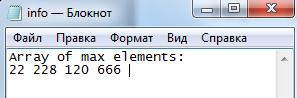 info — Блокнот
Файл Правка Формат Вид Справка
Array of max elements:
22 228 120 666